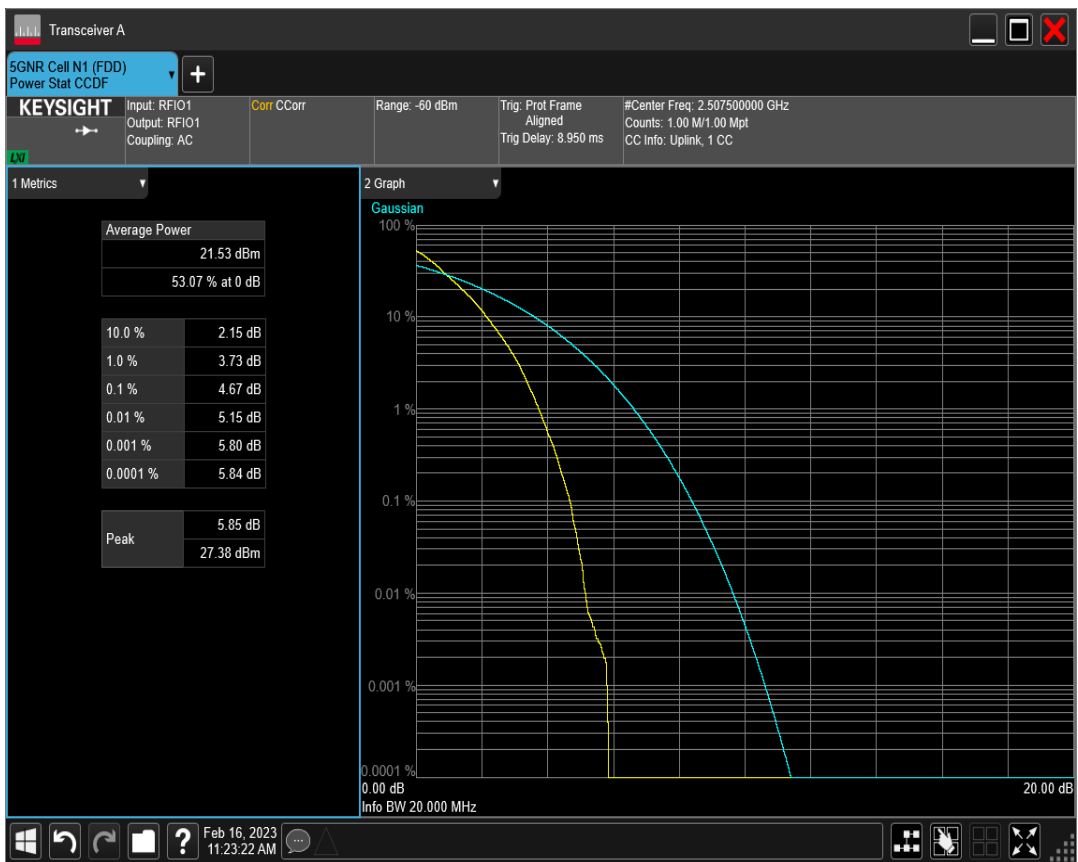 Transceiver A
5GNR Cell N1 (FDD)
Power Stat CCDF
+
KEYSIGHT
LXI
Input: RFIO1
Output: RFIO1
Coupling: AC
Corr CCorr
Range: -60 dBm
Trig: Prot Frame
Aligned
Trig Delay: 8.950 ms
#Center Freq: 2.507500000 GHz
Counts: 1.00 M/1.00 Mpt
CC Info: Uplink, 1 CC
1 Metrics
Average Power
21.53 dBm
53.07 % at 0 dB
10.0 % 2.15 dB
1.0 % 3.73 dB
0.1 % 4.67 dB
0.01 % 5.15 dB
0.001 % 5.80 dB
0.0001 % 5.84 dB
Peak
5.85 dB
27.38 dBm
2 Graph
Gaussian
100 %
10 %
1 %
0.1 %
0.01 %
0.001 %
0.0001 %
0.00 dB 20.00 dB
Info BW 20.000 MHz
?
Feb 16, 2023
11:23:22 AM